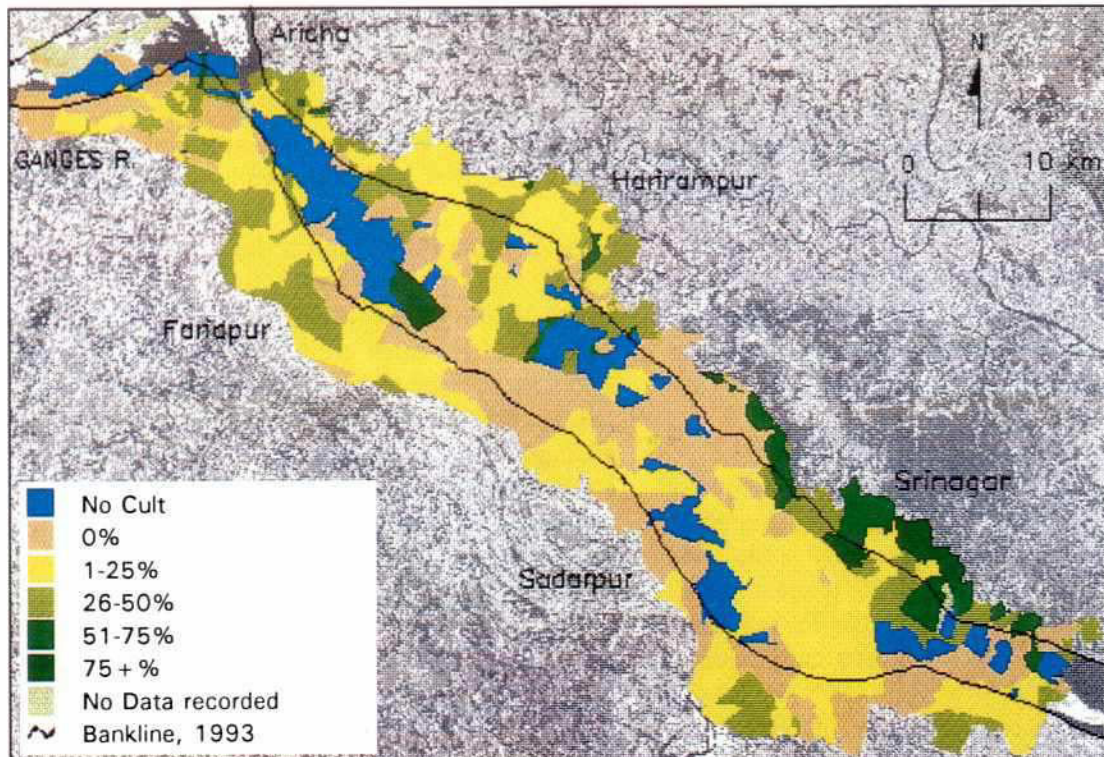 Aricha
N
GANGES R.
0 10 km
Harirampur
Faridpur
Srinagar
Sadarpur
No Cult
0%
1-25%
26-50%
51-75%
75+%
No Data recorded
Bankline, 1993